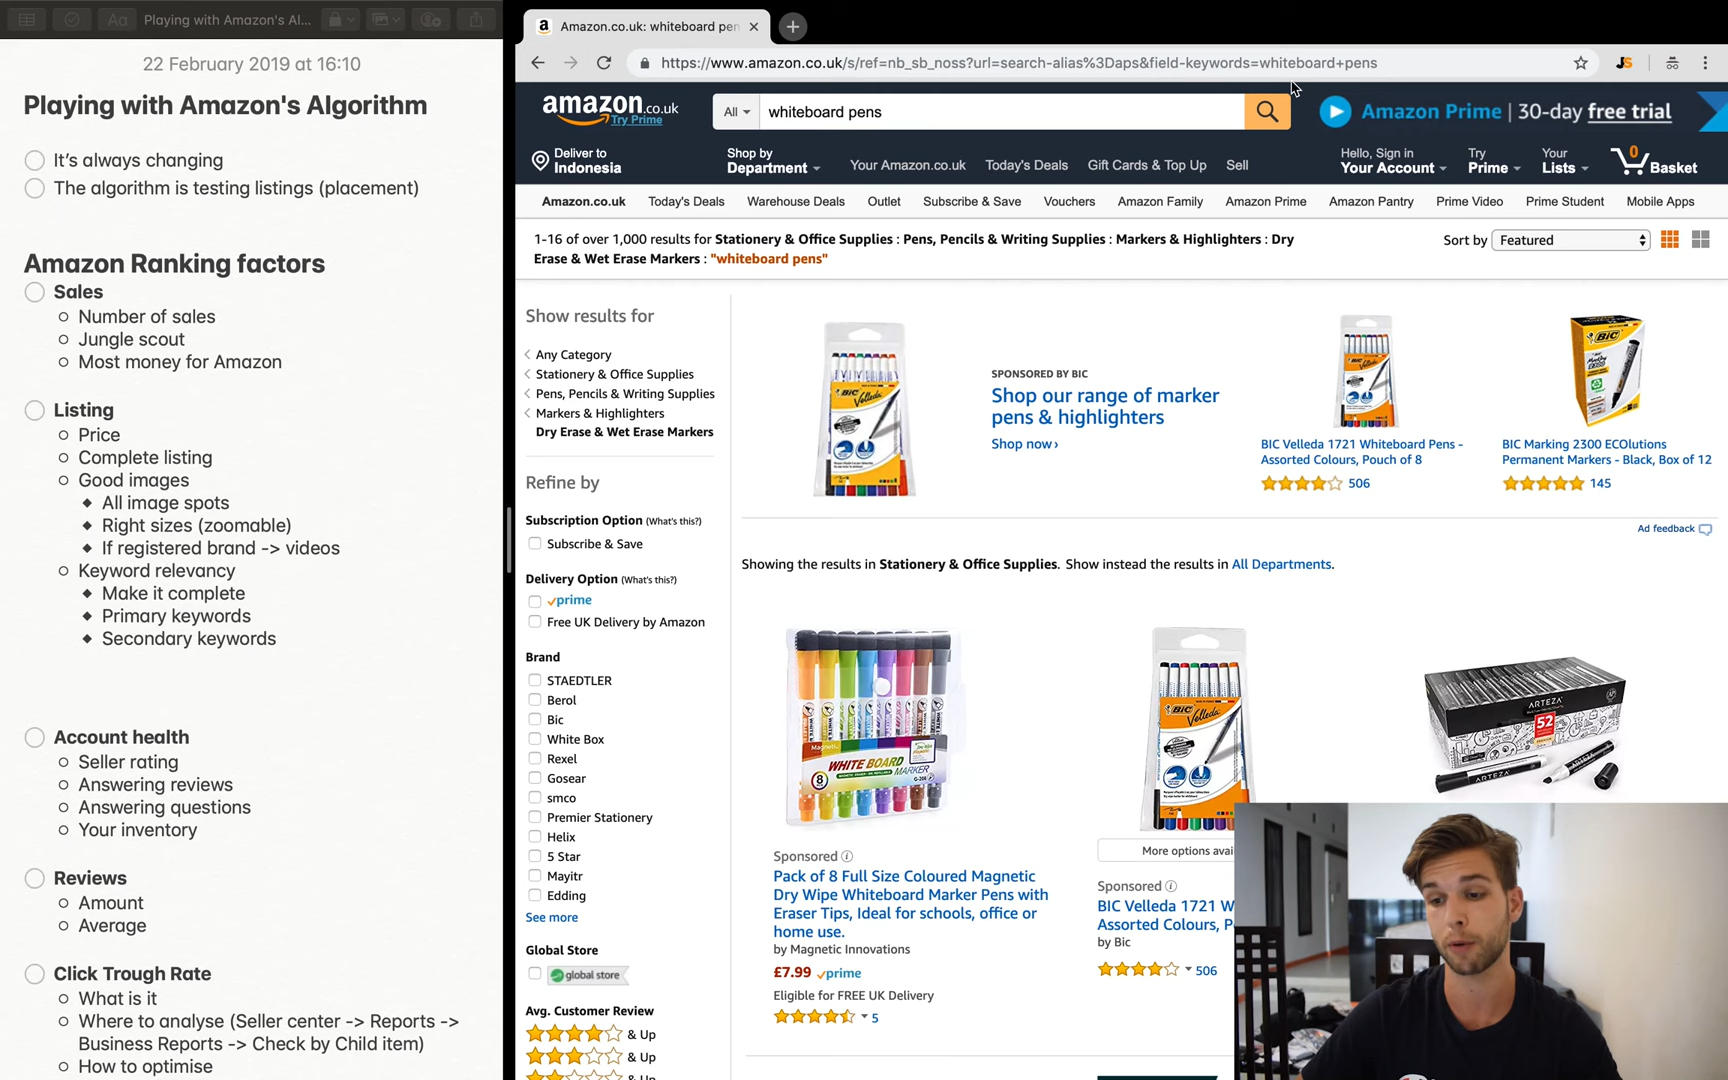 Aa
Playing with Amazon's Al...
22 February 2019 at 16:10
Playing with Amazon's Algorithm
It's always changing
The algorithm is testing listings (placement)
Amazon Ranking factors
Sales
Number of sales
Jungle scout
Most money for Amazon
Listing
Price
Complete listing
Good images
All image spots
Right sizes (zoomable)
If registered brand -> videos
Keyword relevancy
Make it complete
Primary keywords
Secondary keywords
Account health
Seller rating
Answering reviews
Answering questions
Your inventory
Reviews
Amount
Average
Click Trough Rate
What is it
Where to analyse (Seller center -> Reports ->
Business Reports -> Check by Child item)
How to optimise
Amazon.co.uk: whiteboard pen
https://www.amazon.co.uk/s/ref=nb_sb_noss?url=search-alias%3Daps&field-keywords=whiteboard+pens
JS
amazon.co.uk
Try Prime
All
whiteboard pens
Amazon Prime | 30-day free trial
Deliver to
Indonesia
Shop by
Department
Your Amazon.co.uk
Today's Deals
Gift Cards & Top Up
Sell
Hello, Sign in
Your Account
Try
Prime
Your
Lists
0
Basket
Amazon.co.uk
Today's Deals
Warehouse Deals
Outlet
Subscribe & Save
Vouchers
Amazon Family
Amazon Prime
Amazon Pantry
Prime Video
Prime Student
Mobile Apps
1-16 of over 1,000 results for Stationery & Office Supplies : Pens, Pencils & Writing Supplies : Markers & Highlighters : Dry
Erase & Wet Erase Markers : "whiteboard pens"
Sort by
Featured
Show results for
Any Category
Stationery & Office Supplies
Pens, Pencils & Writing Supplies
Markers & Highlighters
Dry Erase & Wet Erase Markers
Refine by
Subscription Option (What's this?)
Subscribe & Save
Delivery Option (What's this?)
prime
Free UK Delivery by Amazon
Brand
STAEDTLER
Berol
Bic
White Box
Rexel
Gosear
smco
Premier Stationery
Helix
5 Star
Mayitr
Edding
See more
Global Store
global store
Avg. Customer Review
& Up
& Up
& Up
BIC Velleda
SPONSORED BY BIC
Shop our range of marker
pens & highlighters
Shop now ›
BIC Velleda 1721 Whiteboard Pens -
Assorted Colours, Pouch of 8
506
BIC
BIC Marking 2300 ECOlutions
Permanent Markers - Black, Box of 12
145
Ad feedback
Showing the results in Stationery & Office Supplies. Show instead the results in All Departments.
WHITE BOARD
MARKER
8
Sponsored
Pack of 8 Full Size Coloured Magnetic
Dry Wipe Whiteboard Marker Pens with
Eraser Tips, Ideal for schools, office or
home use.
by Magnetic Innovations
£7.99 prime
Eligible for FREE UK Delivery
5
BIC Velleda
More options avai
Sponsored
BIC Velleda 1721 W
Assorted Colours, P
by Bic
506
ARTEZA
52
ARTEZA